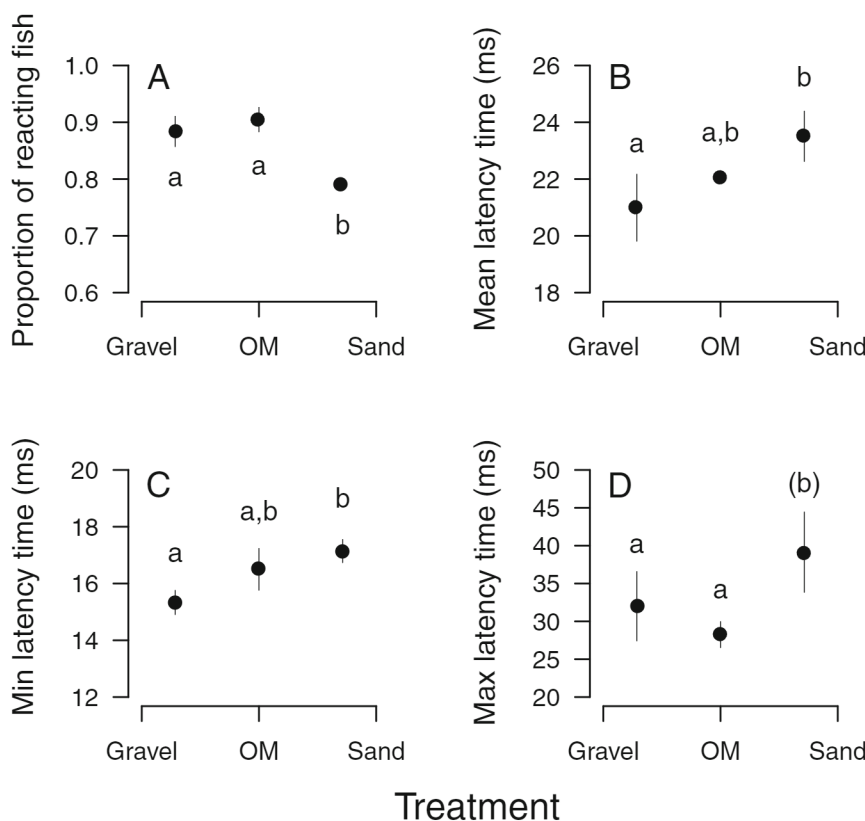 Proportion of reacting fish
A
1.0
0.9
0.8
0.7
0.6
a
a
b
Gravel OM Sand
Mean latency time (ms)
B
26
24
22
20
18
a
a,b
b
Gravel OM Sand
Min latency time (ms)
C
20
18
16
14
12
a
a,b
b
Gravel OM Sand
Max latency time (ms)
D
50
45
40
35
30
25
20
a
a
(b)
Gravel OM Sand
Treatment